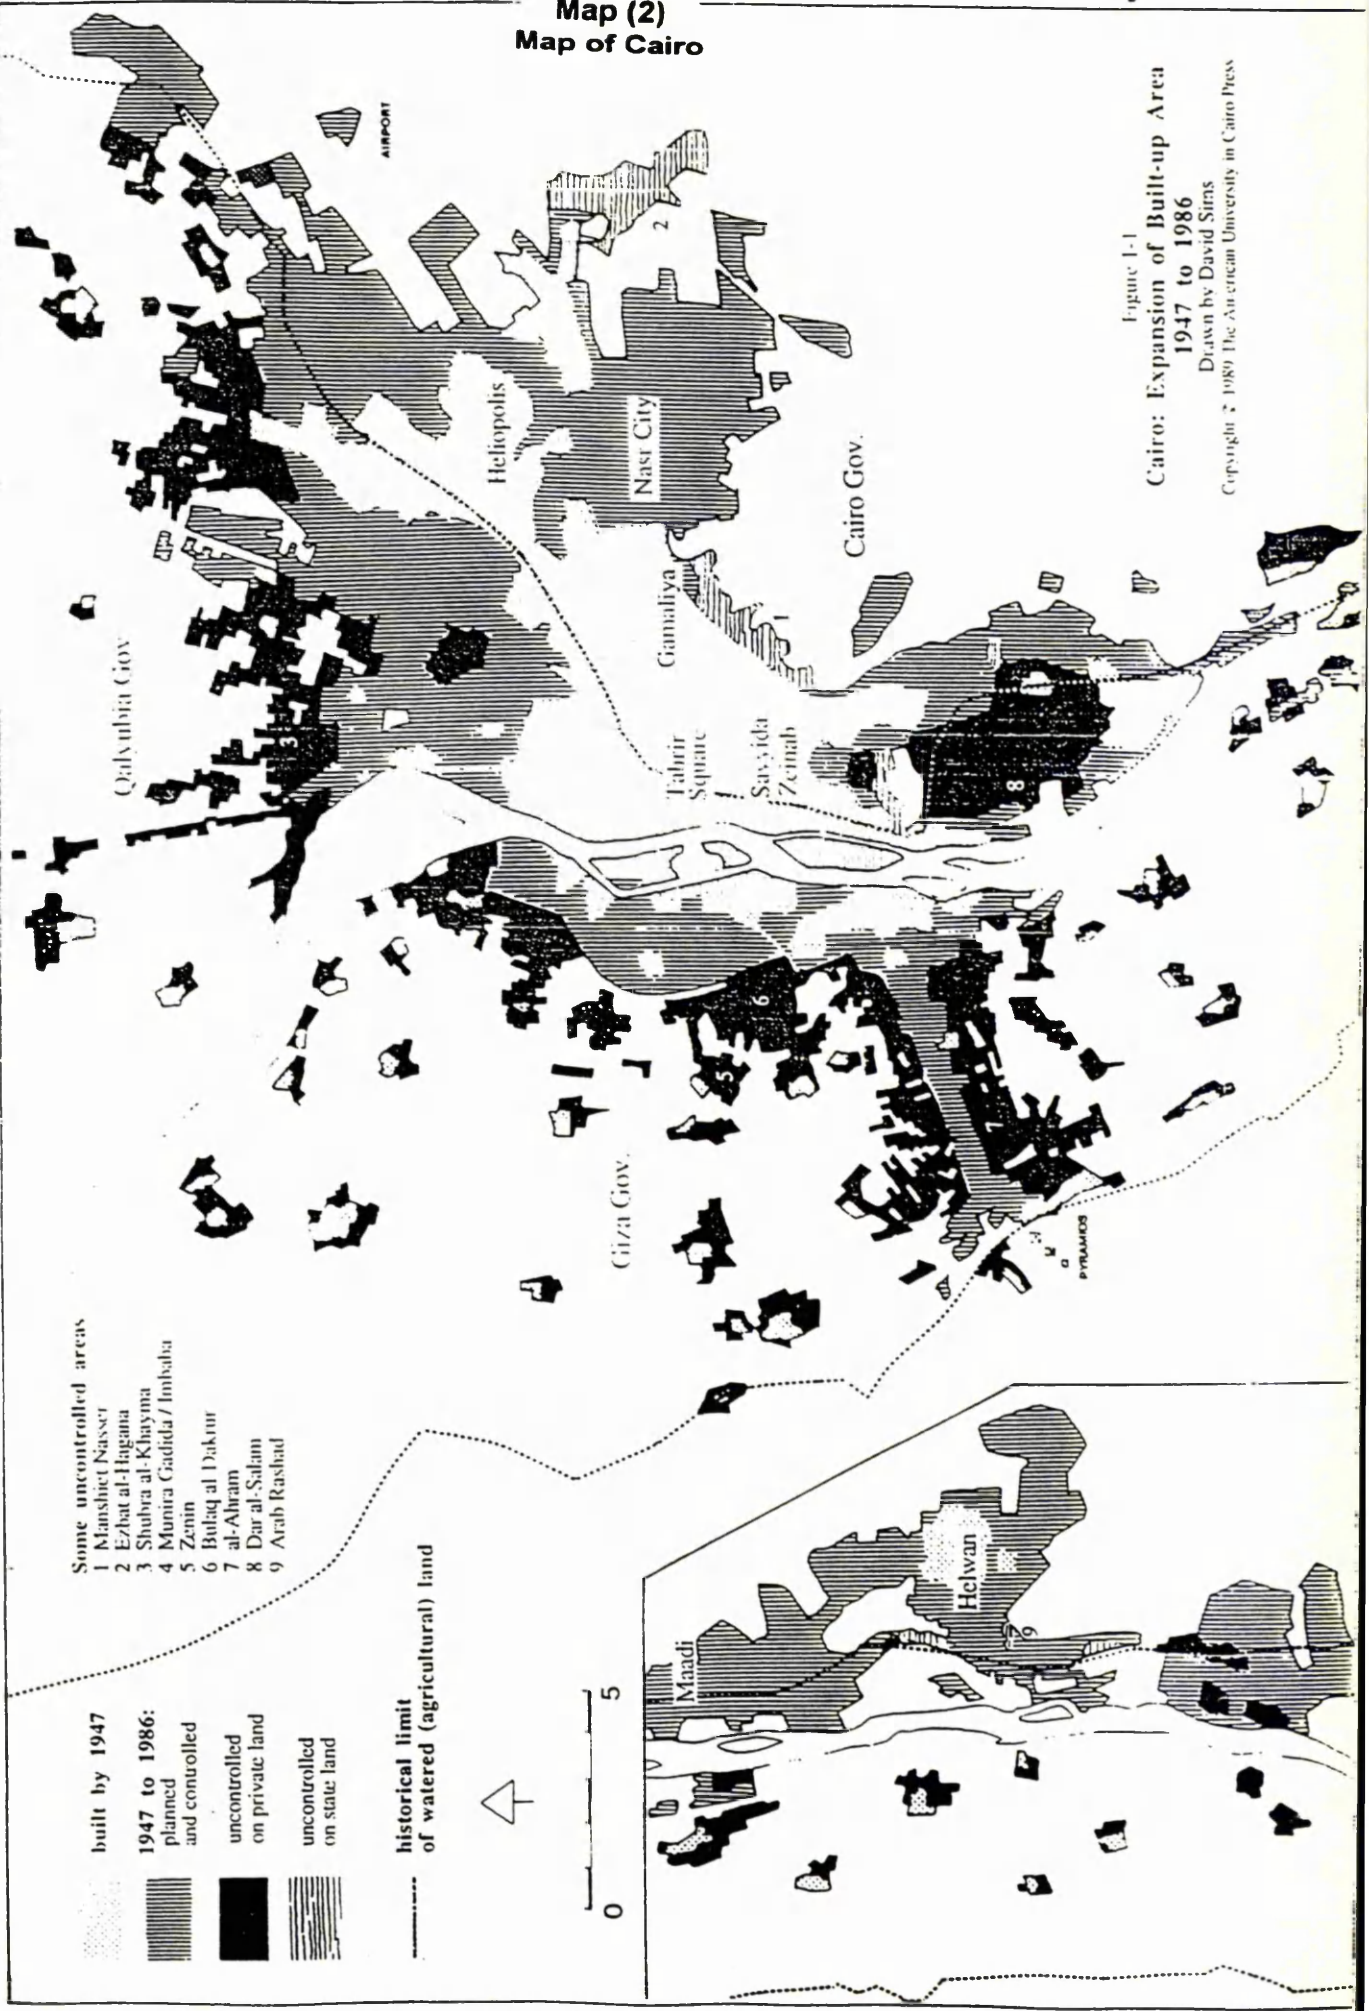 Map (2)
Map of Cairo
Figure 1-1
Cairo: Expansion of Built-up Area
1947 to 1986
Drawn by David Sims
Copyright © 1989 The American University in Cairo Press
AIRPORT
2
Heliopolis
Nasr City
Cairo Gov.
Gamaliya
1
Qalyubia Gov
3
Tahrir
Square
Sayyida
Zeinab
8
6
5
7
Giza Gov.
PYRAMIDS
Some uncontrolled areas
1 Manshiet Nasser
2 Ezbat al-Hagana
3 Shubra al-Khayma
4 Munira Gadida / Imbaba
5 Zenin
6 Bulaq al Dakrur
7 al-Ahram
8 Dar al-Salam
9 Arab Rashad
built by 1947
1947 to 1986:
planned
and controlled
uncontrolled
on private land
uncontrolled
on state land
historical limit
of watered (agricultural) land
0 5
Maadi
Helwan
9